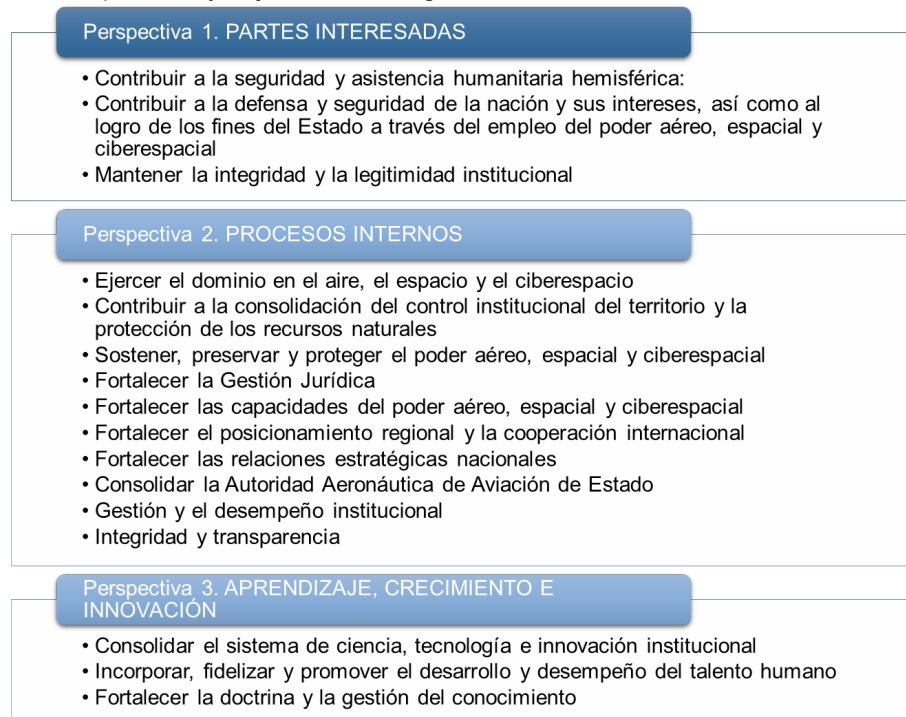 Perspectiva 1. PARTES INTERESADAS
• Contribuir a la seguridad y asistencia humanitaria hemisférica:
• Contribuir a la defensa y seguridad de la nación y sus intereses, así como al
logro de los fines del Estado a través del empleo del poder aéreo, espacial y
ciberespacial
• Mantener la integridad y la legitimidad institucional
Perspectiva 2. PROCESOS INTERNOS
• Ejercer el dominio en el aire, el espacio y el ciberespacio
• Contribuir a la consolidación del control institucional del territorio y la
protección de los recursos naturales
• Sostener, preservar y proteger el poder aéreo, espacial y ciberespacial
• Fortalecer la Gestión Jurídica
• Fortalecer las capacidades del poder aéreo, espacial y ciberespacial
• Fortalecer el posicionamiento regional y la cooperación internacional
• Fortalecer las relaciones estratégicas nacionales
• Consolidar la Autoridad Aeronáutica de Aviación de Estado
• Gestión y el desempeño institucional
• Integridad y transparencia
Perspectiva 3. APRENDIZAJE, CRECIMIENTO E
INNOVACIÓN
• Consolidar el sistema de ciencia, tecnología e innovación institucional
• Incorporar, fidelizar y promover el desarrollo y desempeño del talento humano
• Fortalecer la doctrina y la gestión del conocimiento